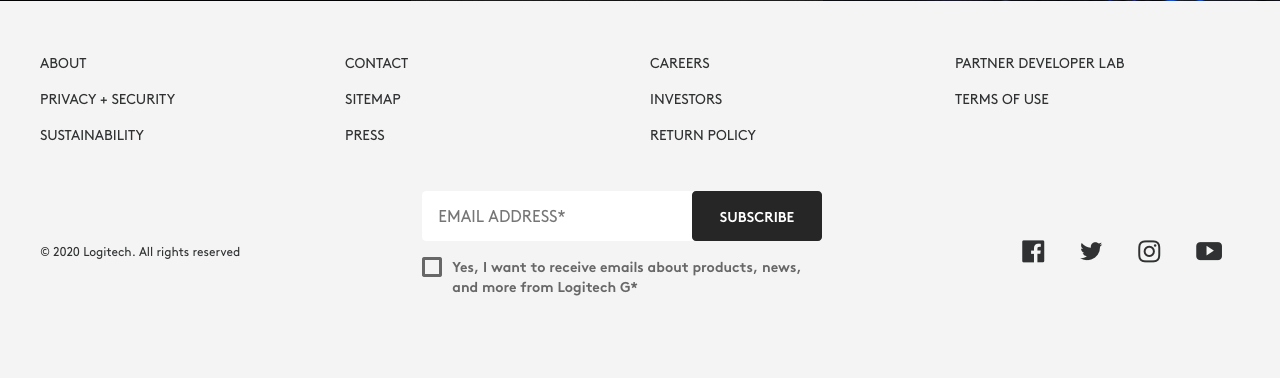 ABOUT
CONTACT
CAREERS
PARTNER DEVELOPER LAB
PRIVACY + SECURITY
SITEMAP
INVESTORS
TERMS OF USE
SUSTAINABILITY
PRESS
RETURN POLICY
EMAIL ADDRESS*
SUBSCRIBE
© 2020 Logitech. All rights reserved
Yes, I want to receive emails about products, news,
and more from Logitech G*